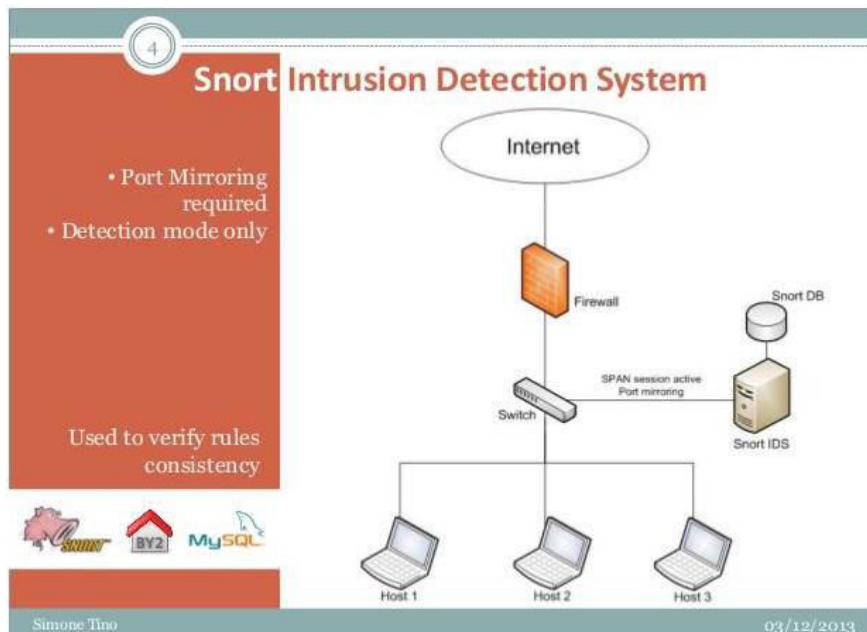 4
Snort Intrusion Detection System
• Port Mirroring
required
• Detection mode only
Used to verify rules
consistency
SNORT
BY2
MySQL
Internet
Firewall
Snort DB
SPAN session active
Port mirroring
Switch
Snort IDS
Host 1
Host 2
Host 3
Simone Tino
03/12/2013